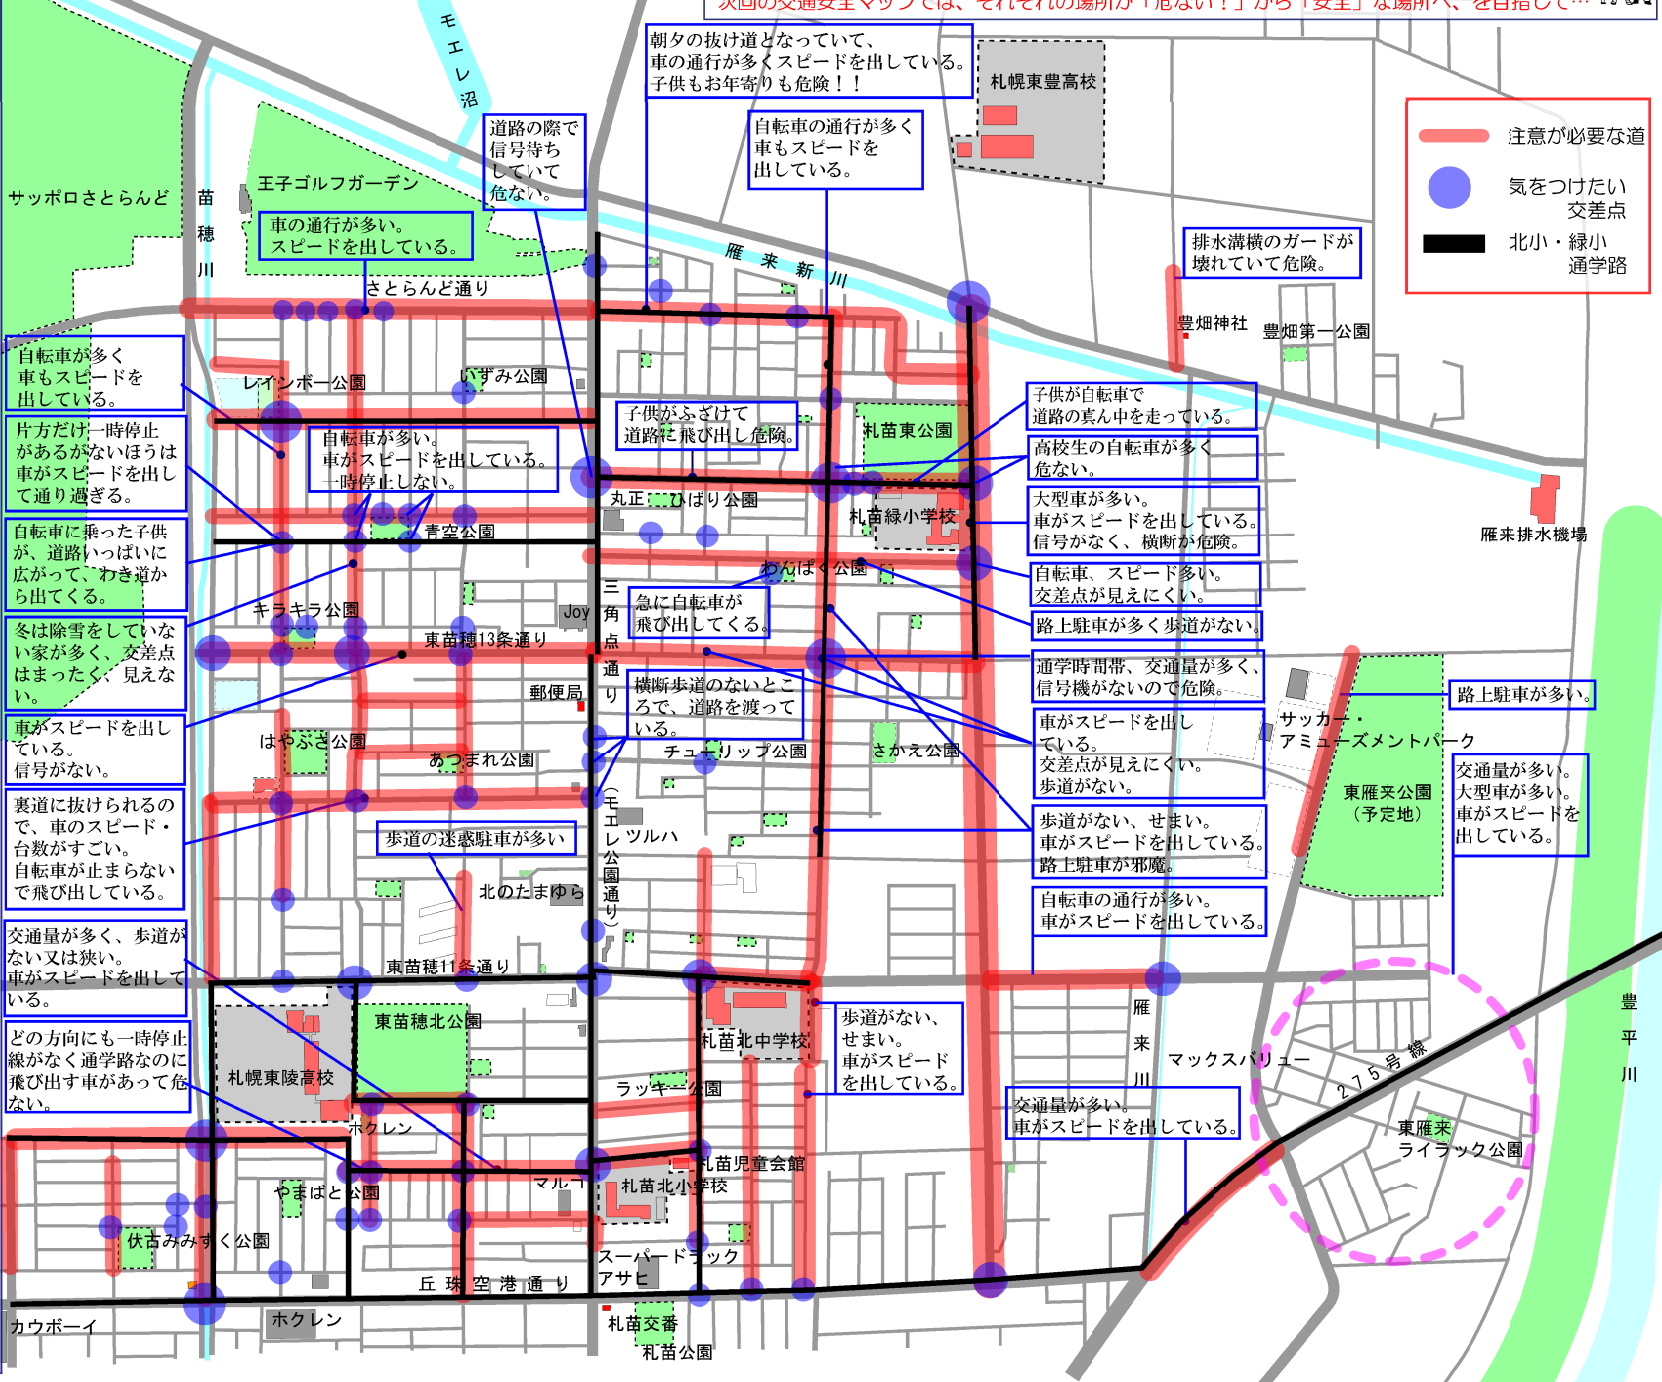 次回の交通安全マップでは、それぞれの場所が「危ない！」から「安全」な場所へ、を目指して…
モエレ沼
朝夕の抜け道となっていて、
車の通行が多くスピードを出している。
子供もお年寄りも危険！！
札幌東豊高校
注意が必要な道
気をつけたい
交差点
北小・緑小
通学路
道路の際で
信号待ち
していて
危ない。
自転車の通行が多く
車もスピードを
出している。
サッポロさとらんど
苗穂川
王子ゴルフガーデン
車の通行が多い。
スピードを出している。
さとらんど通り
雁来新川
排水溝横のガードが
壊れていて危険。
豊畑神社
豊畑第一公園
自転車が多く
車もスピードを
出している。
レインボー公園
いずみ公園
片方だけ一時停止
があるがないほうは
車がスピードを出し
て通り過ぎる。
自転車が多い。
車がスピードを出している。
一時停止しない。
子供がふざけて
道路に飛び出し危険。
札苗東公園
子供が自転車で
道路の真ん中を走っている。
高校生の自転車が多く
危ない。
丸正
ひばり公園
札苗緑小学校
大型車が多い。
車がスピードを出している。
信号がなく、横断が危険。
雁来排水機場
自転車に乗った子供
が、道路いっぱいに
広がって、わき道か
ら出てくる。
青空公園
わんぱく公園
自転車、スピード多い。
交差点が見えにくい。
キラキラ公園
Joy
三角点通り
急に自転車が
飛び出してくる。
路上駐車が多く歩道がない。
冬は除雪をしていな
い家が多く、交差点
はまったく、見えな
い。
東苗穂13条通り
通学時間帯、交通量が多く、
信号機がないので危険。
郵便局
横断歩道のないとこ
ろで、道路を渡って
いる。
路上駐車が多い。
車がスピードを出し
ている。
信号がない。
はやぶさ公園
あつまれ公園
チューリップ公園
さかえ公園
車がスピードを出し
ている。
交差点が見えにくい。
歩道がない。
サッカー・
アミューズメントパーク
東雁来公園
（予定地）
交通量が多い。
大型車が多い。
車がスピードを
出している。
裏道に抜けられるの
で、車のスピード・
台数がすごい。
自転車が止まらない
で飛び出している。
（モエレ公園通り）
ツルハ
歩道の迷惑駐車が多い
歩道がない、せまい。
車がスピードを出している。
路上駐車が邪魔。
北のたまゆら
自転車の通行が多い。
車がスピードを出している。
交通量が多く、歩道が
ない又は狭い。
車がスピードを出して
いる。
東苗穂11条通り
東苗穂北公園
札苗北中学校
歩道がない、
せまい。
車がスピード
を出している。
雁来川
マックスバリュー
275号線
豊平川
どの方向にも一時停止
線がなく通学路なのに
飛び出す車があって危
ない。
札幌東陵高校
ラッキー公園
交通量が多い。
車がスピードを出している。
ホクレン
東雁来
ライラック公園
札苗児童会館
やまばと公園
マルコ
札苗北小学校
伏古みみずく公園
スーパードラック
アサヒ
丘珠空港通り
カウボーイ
ホクレン
札苗交番
札苗公園